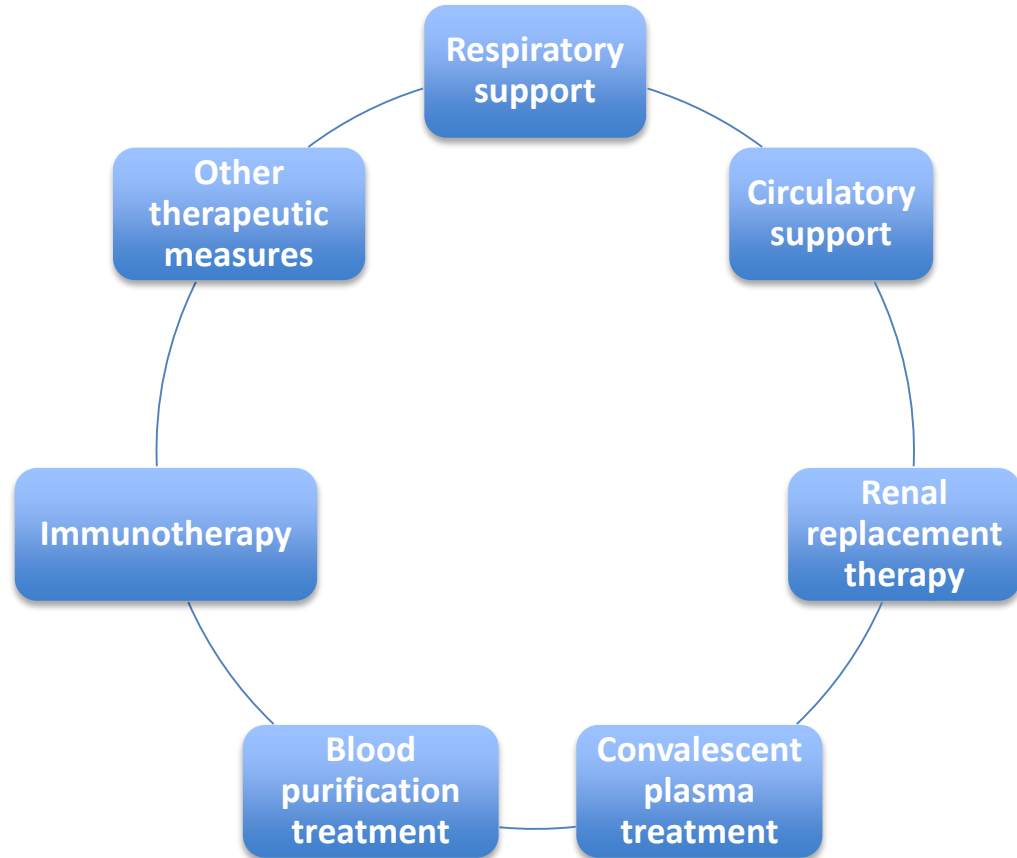 Respiratory
support
Circulatory
support
Renal
replacement
therapy
Convalescent
plasma
treatment
Blood
purification
treatment
Immunotherapy
Other
therapeutic
measures